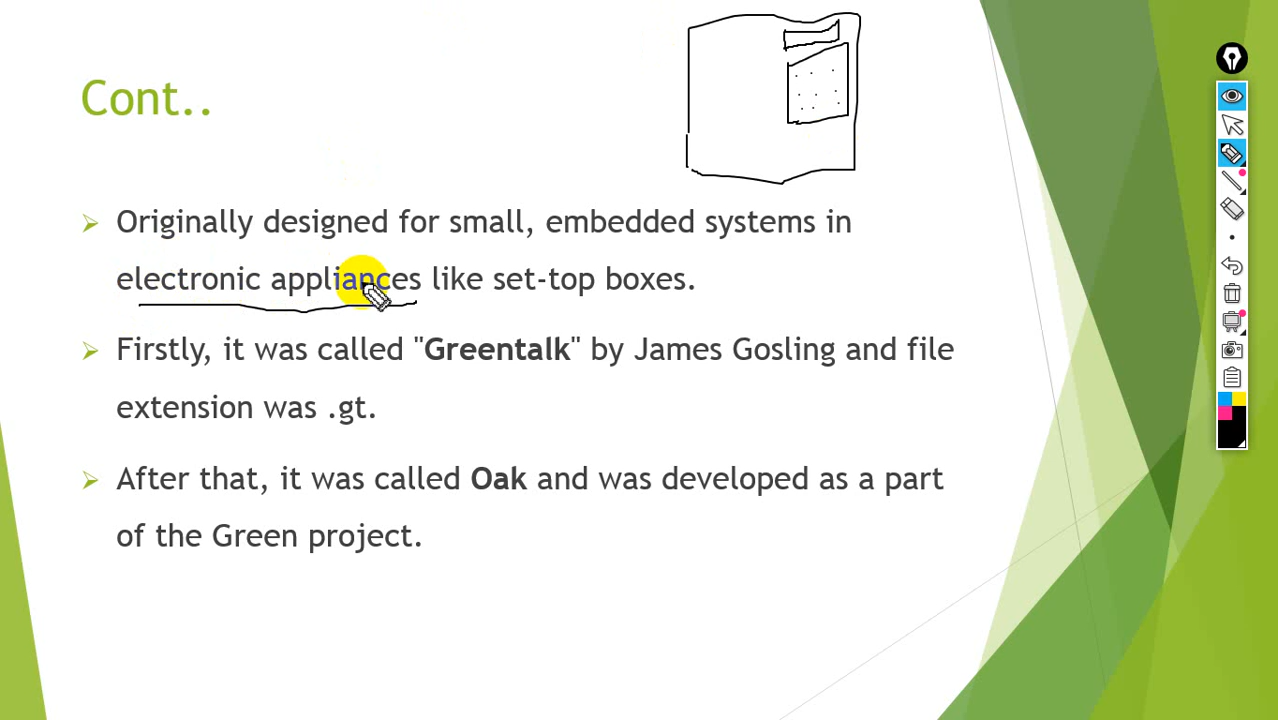 Cont..
Originally designed for small, embedded systems in
electronic appliances like set-top boxes.
Firstly, it was called "Greentalk" by James Gosling and file
extension was .gt.
After that, it was called Oak and was developed as a part
of the Green project.